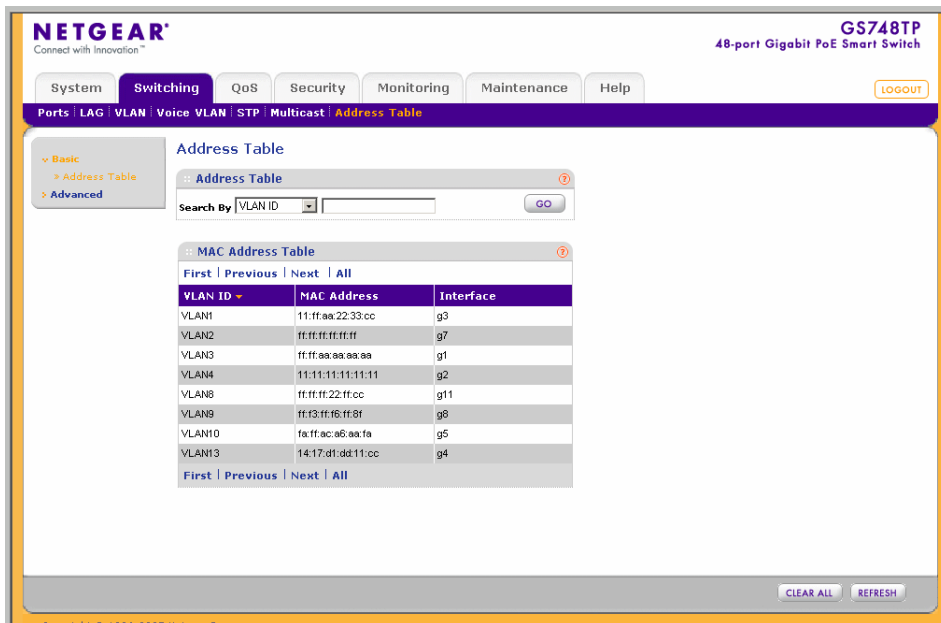 NETGEAR®
Connect with Innovation™
GS748TP
48-port Gigabit PoE Smart Switch
System Switching QoS Security Monitoring Maintenance Help LOGOUT
Ports LAG VLAN Voice VLAN STP Multicast Address Table
Basic
Address Table
Advanced
Address Table
Address Table
Search By VLAN ID GO
MAC Address Table
First Previous Next All
VLAN ID MAC Address Interface
VLAN1 11:ff:aa:22:33:cc g3
VLAN2 ff:ff:ff:ff:ff:ff g7
VLAN3 ff:ff:aa:aa:aa:aa g1
VLAN4 11:11:11:11:11:11 g2
VLAN8 ff:ff:ff:22:ff:cc g11
VLAN9 ff:f3:ff:f6:ff:8f g8
VLAN10 fa:ff:ac:a6:aa:fa g5
VLAN13 14:17:d1:dd:11:cc g4
First Previous Next All
CLEAR ALL REFRESH